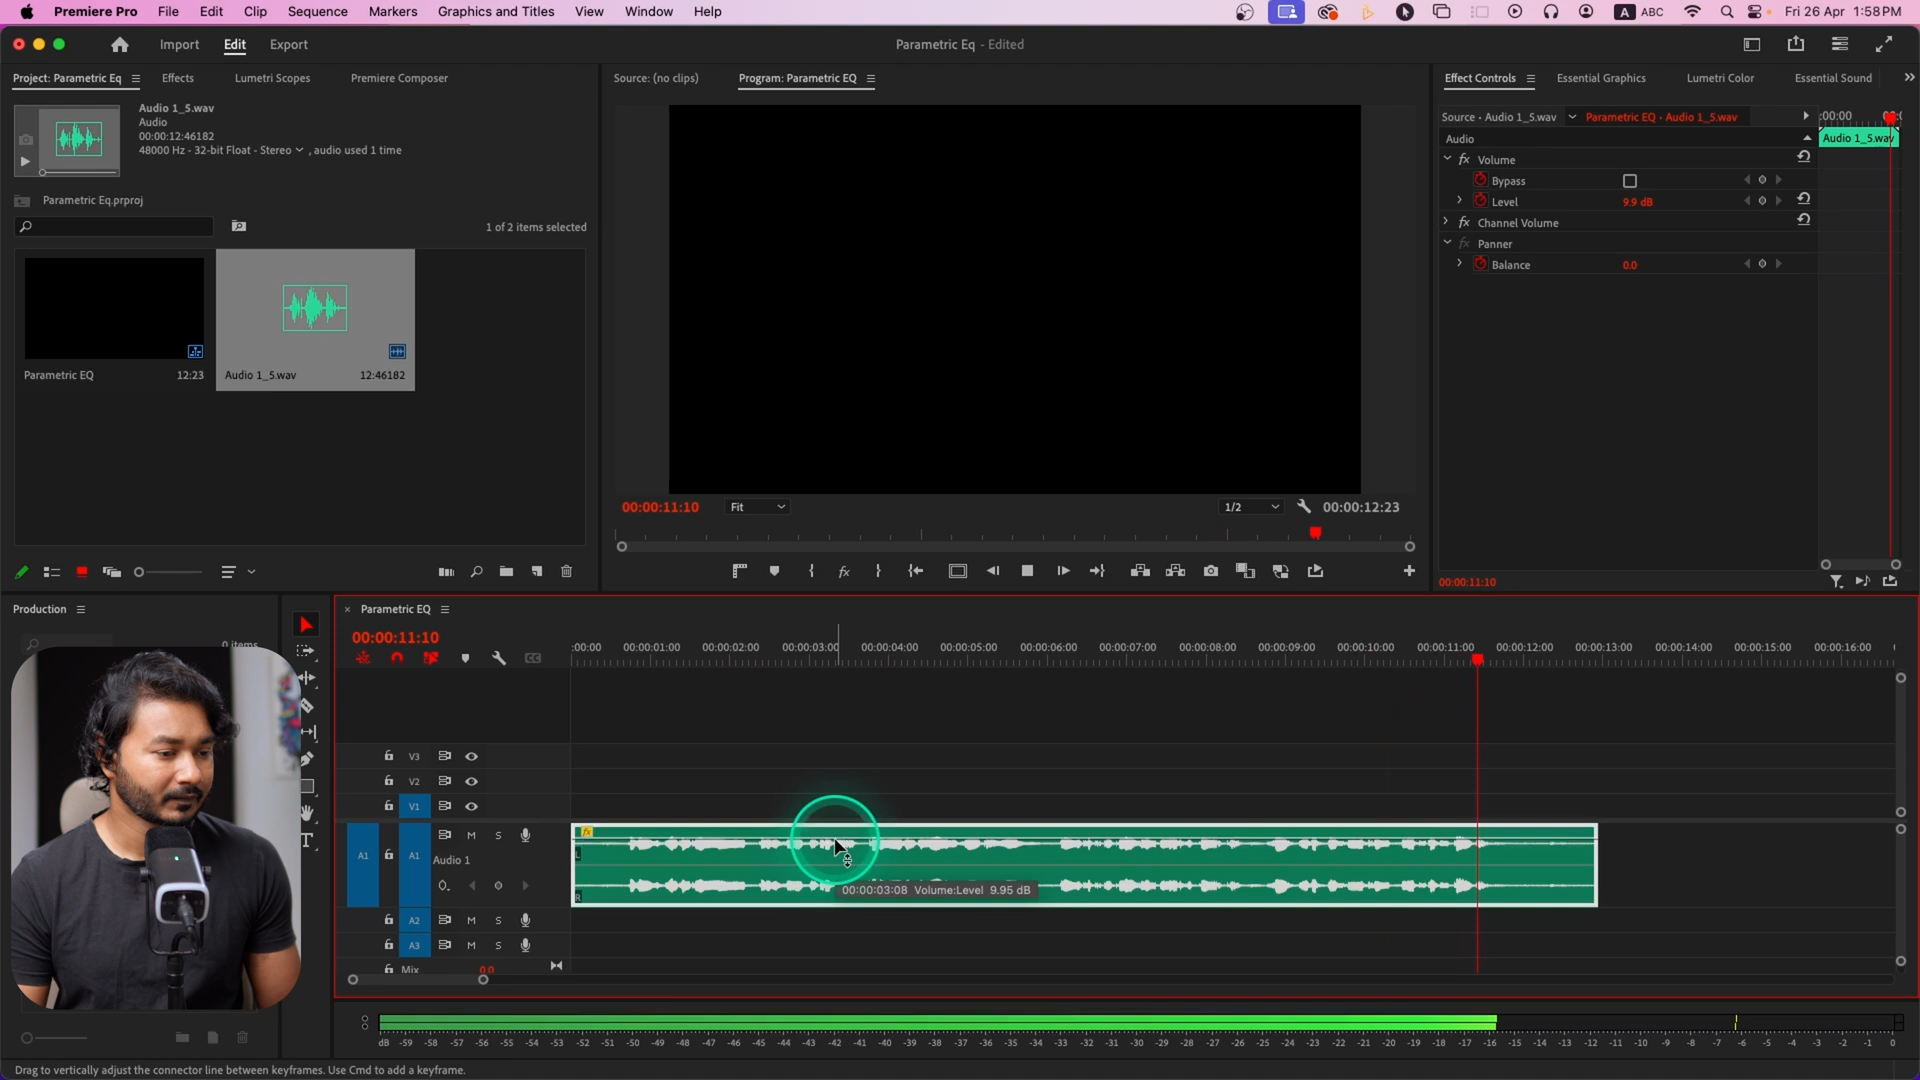 Premiere Pro File Edit Clip Sequence Markers Graphics and Titles View Window Help
A ABC Fri 26 Apr 1:58 PM
Import Edit Export
Parametric Eq - Edited
Project: Parametric Eq Effects Lumetri Scopes Premiere Composer
Audio 1_5.wav
Audio
00:00:12:46182
48000 Hz - 32-bit Float - Stereo , audio used 1 time
Parametric Eq.prproj
1 of 2 items selected
Parametric EQ 12:23
Audio 1_5.wav 12:46182
Source: (no clips) Program: Parametric EQ
00:00:11:10 Fit 1/2 00:00:12:23
Effect Controls Essential Graphics Lumetri Color Essential Sound
Source • Audio 1_5.wav Parametric EQ • Audio 1_5.wav :00:00
Audio Audio 1_5.wav
fx Volume
Bypass
Level 9.9 dB
fx Channel Volume
fx Panner
Balance 0.0
00:00:11:10
Production
0 items
Parametric EQ
00:00:11:10
:00:00 00:00:01:00 00:00:02:00 00:00:03:00 00:00:04:00 00:00:05:00 00:00:06:00 00:00:07:00 00:00:08:00 00:00:09:00 00:00:10:00 00:00:11:00 00:00:12:00 00:00:13:00 00:00:14:00 00:00:15:00 00:00:16:00
V3
V2
V1
A1 A1 M S
Audio 1
fx
L
R
00:00:03:08 Volume:Level 9.95 dB
A2 M S
A3 M S
Mix 0.0
dB -59 -58 -57 -56 -55 -54 -53 -52 -51 -50 -49 -48 -47 -46 -45 -44 -43 -42 -41 -40 -39 -38 -37 -36 -35 -34 -33 -32 -31 -30 -29 -28 -27 -26 -25 -24 -23 -22 -21 -20 -19 -18 -17 -16 -15 -14 -13 -12 -11 -10 -9 -8 -7 -6 -5 -4 -3 -2 -1 0
Drag to vertically adjust the connector line between keyframes. Use Cmd to add a keyframe.